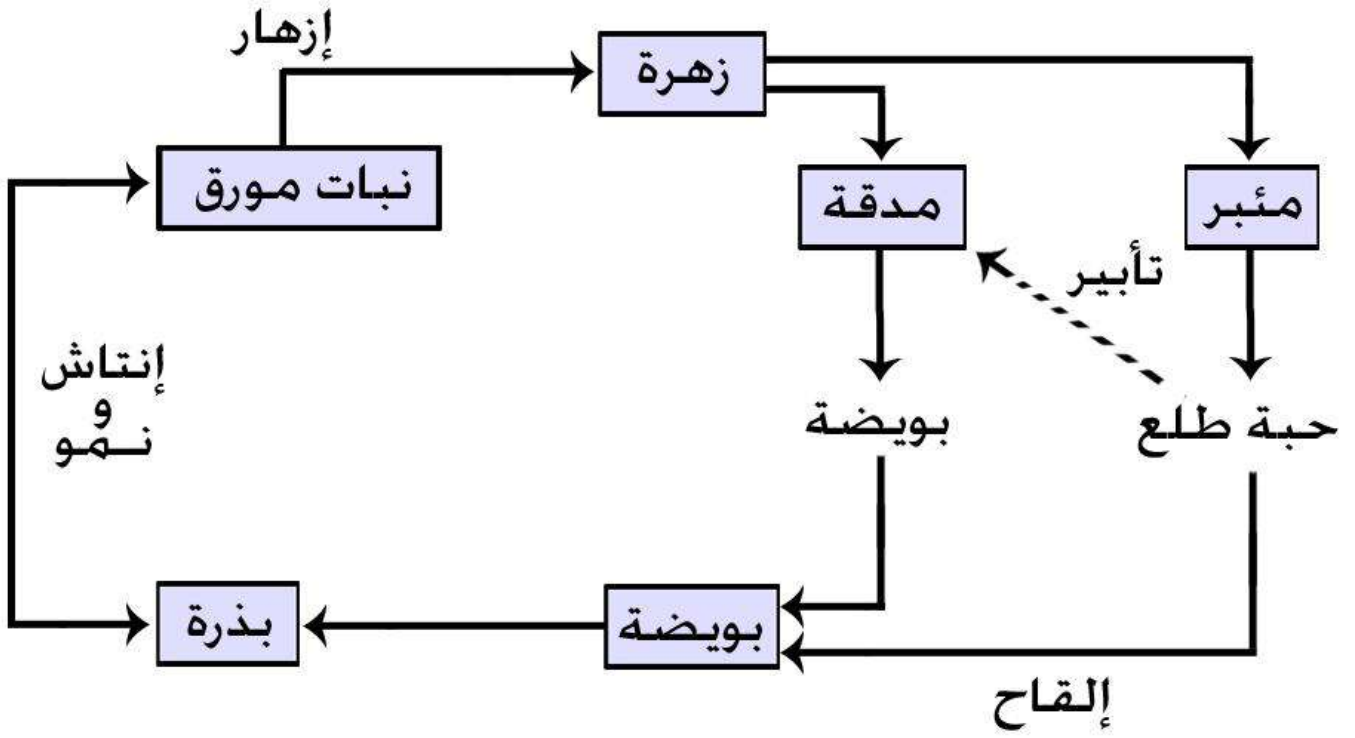 إزهار
زهرة
نبات مورق
مئبر
مدقة
تأبير
إنتاش
و
نمو
حبة طلع
بويضة
بويضة
بذرة
إلقاح